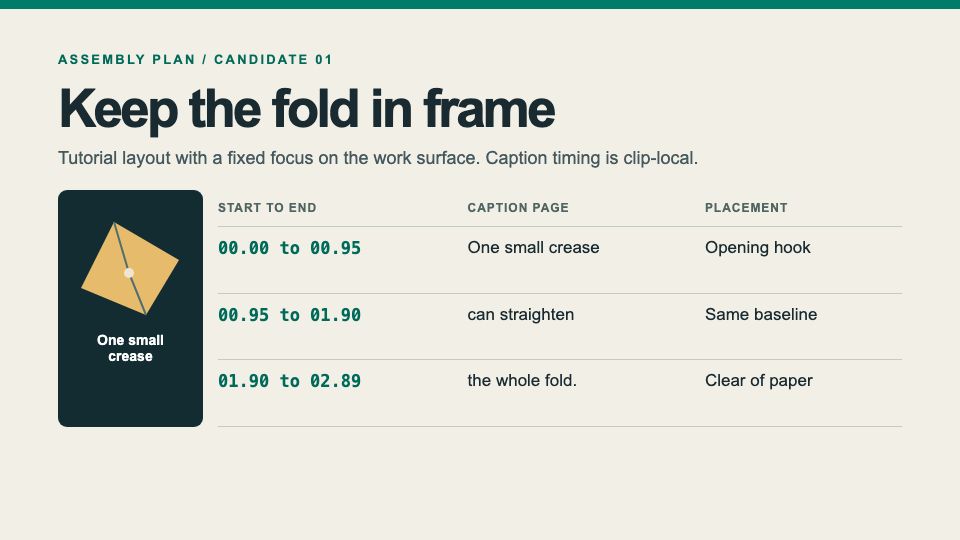 ASSEMBLY PLAN / CANDIDATE 01
Keep the fold in frame
Tutorial layout with a fixed focus on the work surface. Caption timing is clip-local.
One small
crease
START TO END CAPTION PAGE PLACEMENT
00.00 to 00.95 One small crease Opening hook
00.95 to 01.90 can straighten Same baseline
01.90 to 02.89 the whole fold. Clear of paper